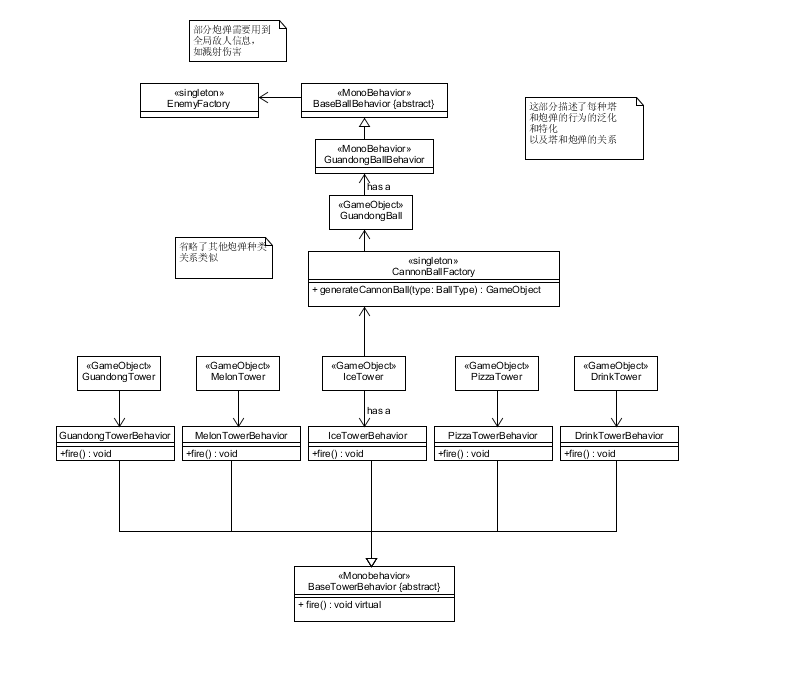 部分炮弹需要用到
全局敌人信息，
如溅射伤害
«singleton»
EnemyFactory
«MonoBehavior»
BaseBallBehavior {abstract}
这部分描述了每种塔
和炮弹的行为的泛化
和特化
以及塔和炮弹的关系
«MonoBehavior»
GuandongBallBehavior
has a
«GameObject»
GuandongBall
省略了其他炮弹种类
关系类似
«singleton»
CannonBallFactory
+ generateCannonBall(type: BallType) : GameObject
«GameObject»
GuandongTower
«GameObject»
MelonTower
«GameObject»
IceTower
«GameObject»
PizzaTower
«GameObject»
DrinkTower
has a
GuandongTowerBehavior
+fire() : void
MelonTowerBehavior
+fire() : void
IceTowerBehavior
+fire() : void
PizzaTowerBehavior
+fire() : void
DrinkTowerBehavior
+fire() : void
«Monobehavior»
BaseTowerBehavior {abstract}
+ fire() : void virtual